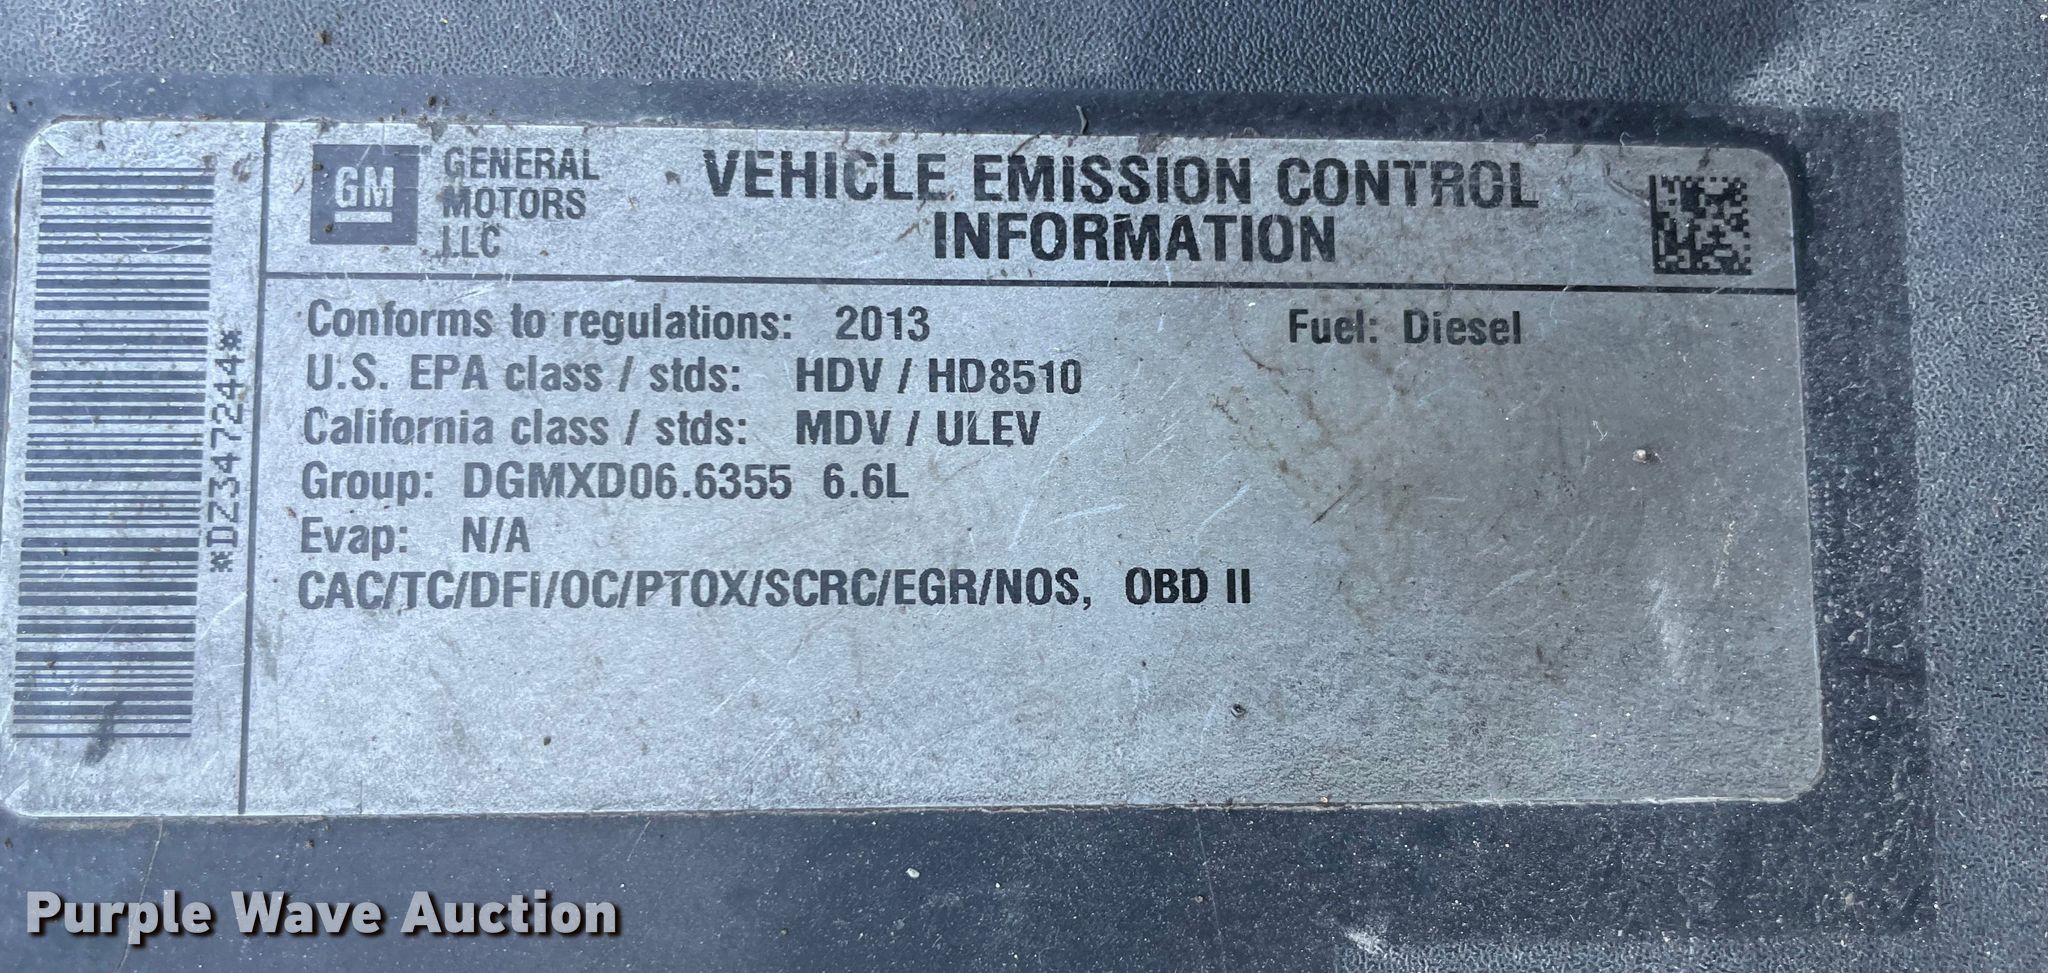 GM
GENERAL
MOTORS
LLC
VEHICLE EMISSION CONTROL
INFORMATION
Conforms to regulations: 2013 Fuel: Diesel
U.S. EPA class / stds: HDV / HD8510
California class / stds: MDV / ULEV
Group: DGMXD06.6355 6.6L
Evap: N/A
CAC/TC/DFI/OC/PTOX/SCRC/EGR/NOS, OBD II
*DZ347244*
Purple Wave Auction